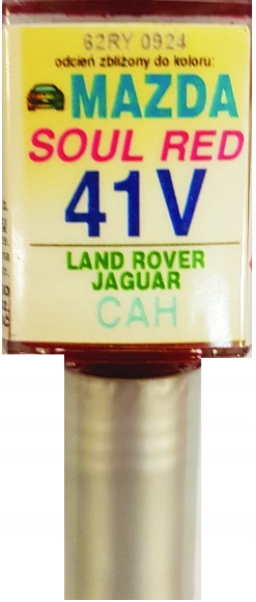 62RY 0924
odcień zbliżony do koloru:
MAZDA
SOUL RED
41V
LAND ROVER
JAGUAR
CAH